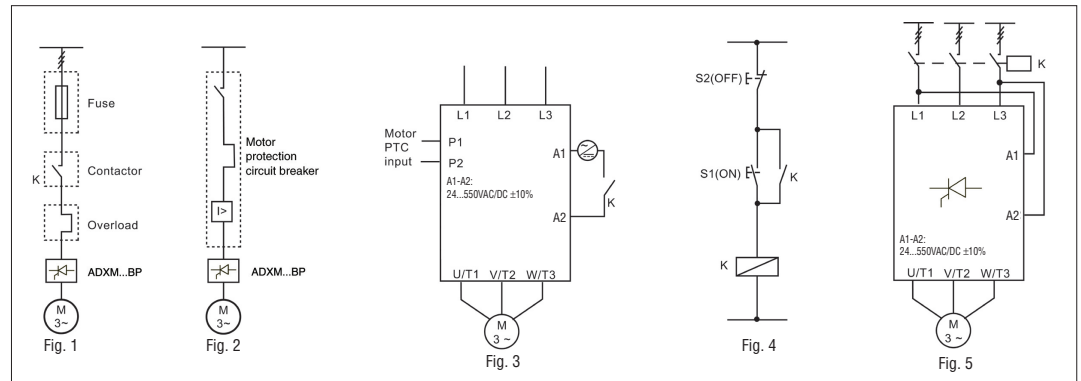 Fuse
K
Contactor
Overload
ADXM...BP
M
3~
Fig. 1
Motor
protection
circuit breaker
I>
ADXM...BP
M
3~
Fig. 2
L1 L2 L3
Motor
PTC
input
P1
P2
A1-A2:
24...550VAC/DC ±10%
A1
K
A2
U/T1 V/T2 W/T3
M
3 ~
Fig. 3
S2(OFF)
S1(ON)
K
K
Fig. 4
K
L1 L2 L3
A1
A2
A1-A2:
24...550VAC/DC ±10%
U/T1 V/T2 W/T3
M
3 ~
Fig. 5